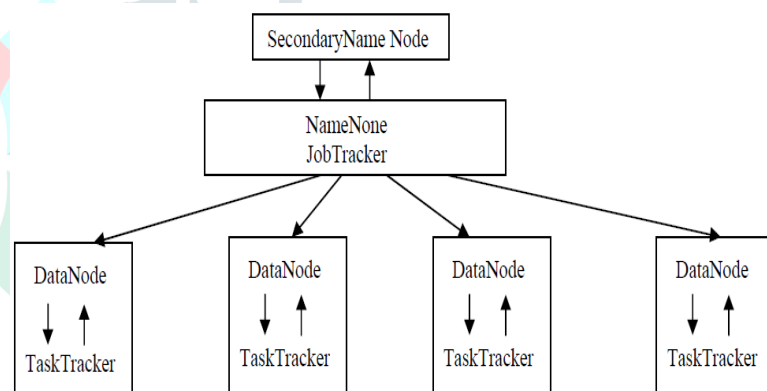 SecondaryName Node
NameNone
JobTracker
DataNode
TaskTracker
DataNode
TaskTracker
DataNode
TaskTracker
DataNode
TaskTracker